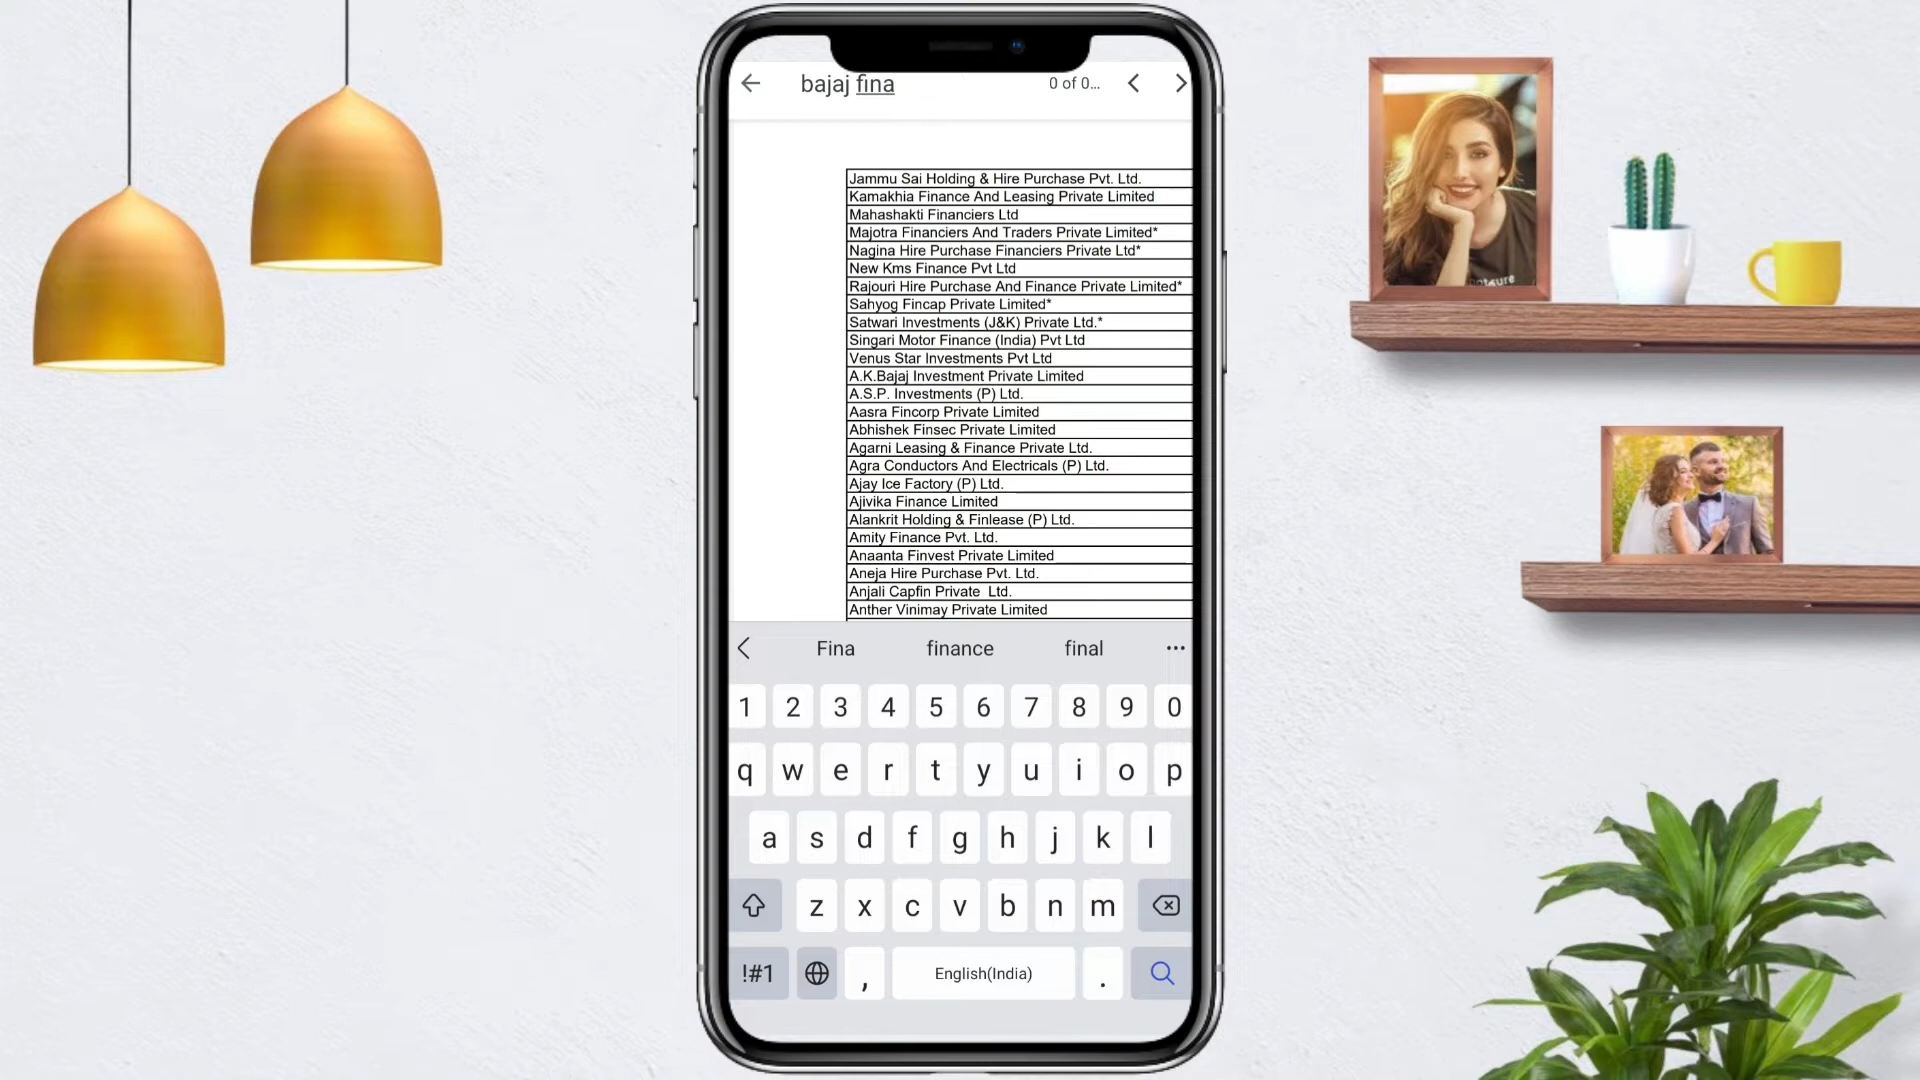 bajaj fina 0 of 0...
Jammu Sai Holding & Hire Purchase Pvt. Ltd.
Kamakhia Finance And Leasing Private Limited
Mahashakti Financiers Ltd
Majotra Financiers And Traders Private Limited*
Nagina Hire Purchase Financiers Private Ltd*
New Kms Finance Pvt Ltd
Rajouri Hire Purchase And Finance Private Limited*
Sahyog Fincap Private Limited*
Satwari Investments (J&K) Private Ltd.*
Singari Motor Finance (India) Pvt Ltd
Venus Star Investments Pvt Ltd
A.K.Bajaj Investment Private Limited
A.S.P. Investments (P) Ltd.
Aasra Fincorp Private Limited
Abhishek Finsec Private Limited
Agarni Leasing & Finance Private Ltd.
Agra Conductors And Electricals (P) Ltd.
Ajay Ice Factory (P) Ltd.
Ajivika Finance Limited
Alankrit Holding & Finlease (P) Ltd.
Amity Finance Pvt. Ltd.
Anaanta Finvest Private Limited
Aneja Hire Purchase Pvt. Ltd.
Anjali Capfin Private Ltd.
Anther Vinimay Private Limited
Fina finance final ...
1 2 3 4 5 6 7 8 9 0
q w e r t y u i o p
a s d f g h j k l
z x c v b n m
!#1 , English(India) .